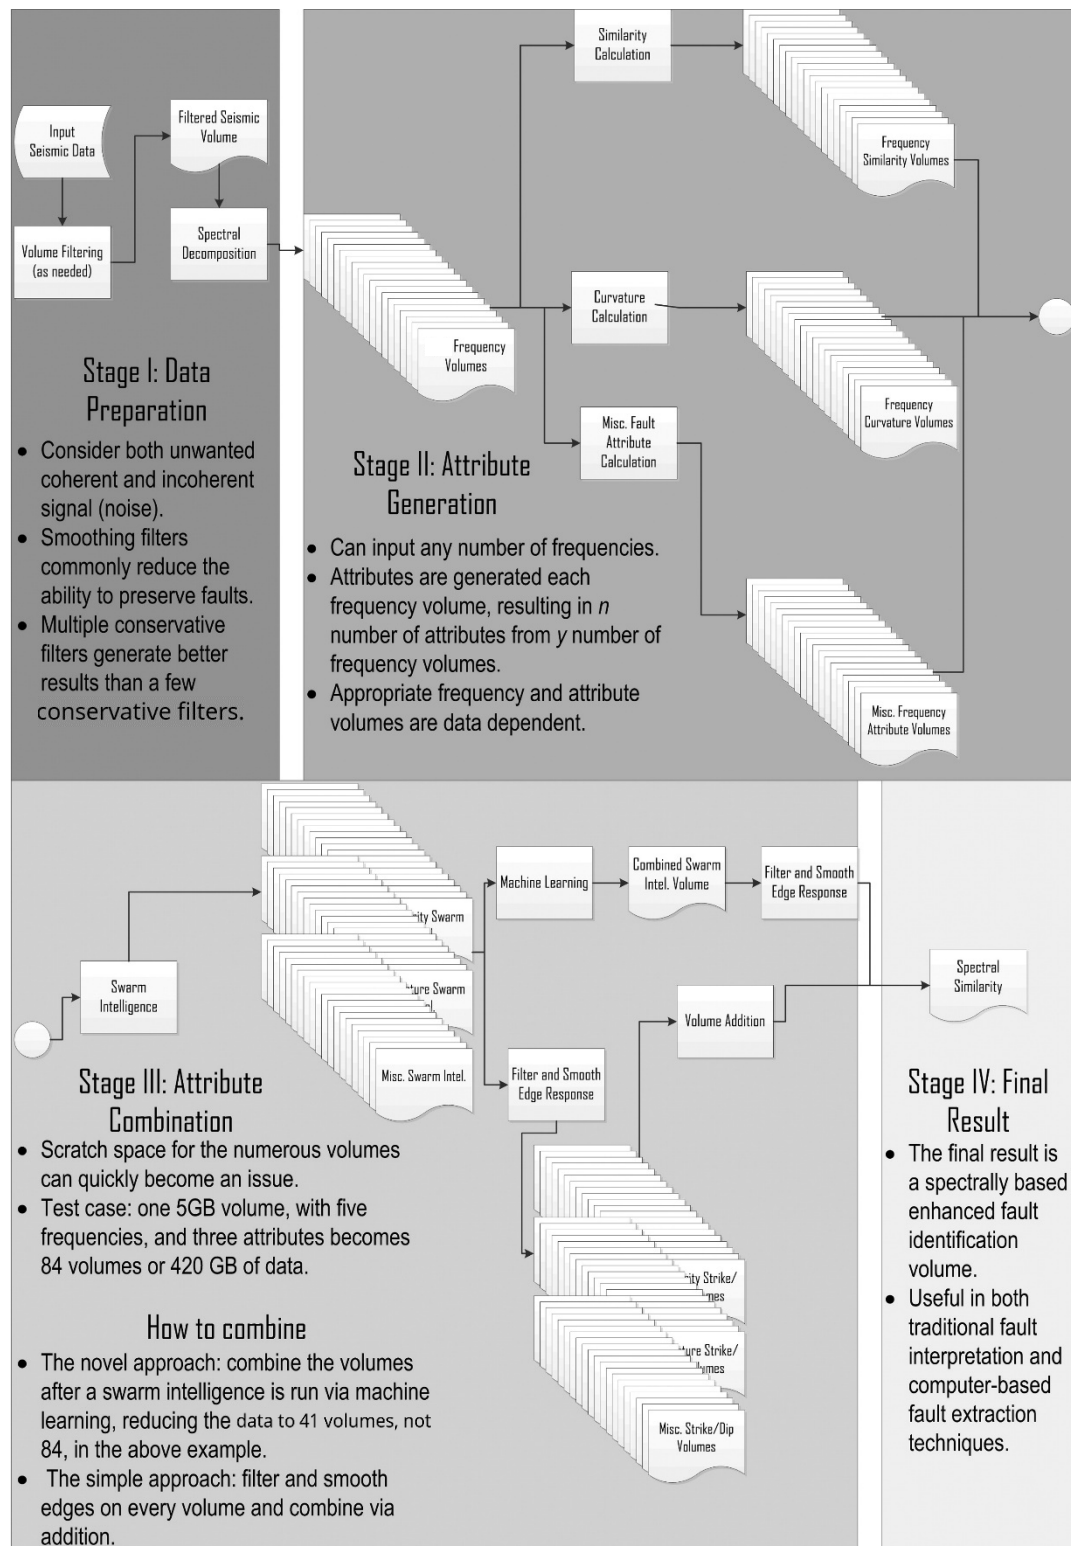 Input
Seismic Data
Filtered Seismic
Volume
Volume Filtering
(as needed)
Spectral
Decomposition
Stage I: Data
Preparation
• Consider both unwanted
coherent and incoherent
signal (noise).
• Smoothing filters
commonly reduce the
ability to preserve faults.
• Multiple conservative
filters generate better
results than a few
conservative filters.
Similarity
Calculation
Frequency
Similarity Volumes
Frequency
Volumes
Curvature
Calculation
Frequency
Curvature Volumes
Misc. Fault
Attribute
Calculation
Misc. Frequency
Attribute Volumes
Stage II: Attribute
Generation
• Can input any number of frequencies.
• Attributes are generated each
frequency volume, resulting in n
number of attributes from y number of
frequency volumes.
• Appropriate frequency and attribute
volumes are data dependent.
Swarm
Intelligence
ity Swarm
ture Swarm
Misc. Swarm Intel.
Machine Learning
Combined Swarm
Intel. Volume
Filter and Smooth
Edge Response
Filter and Smooth
Edge Response
Volume Addition
ity Strike/
mes
ture Strike/
mes
Misc. Strike/Dip
Volumes
Stage III: Attribute
Combination
• Scratch space for the numerous volumes
can quickly become an issue.
• Test case: one 5GB volume, with five
frequencies, and three attributes becomes
84 volumes or 420 GB of data.
How to combine
• The novel approach: combine the volumes
after a swarm intelligence is run via machine
learning, reducing the data to 41 volumes, not
84, in the above example.
• The simple approach: filter and smooth
edges on every volume and combine via
addition.
Spectral
Similarity
Stage IV: Final
Result
• The final result is
a spectrally based
enhanced fault
identification
volume.
• Useful in both
traditional fault
interpretation and
computer-based
fault extraction
techniques.